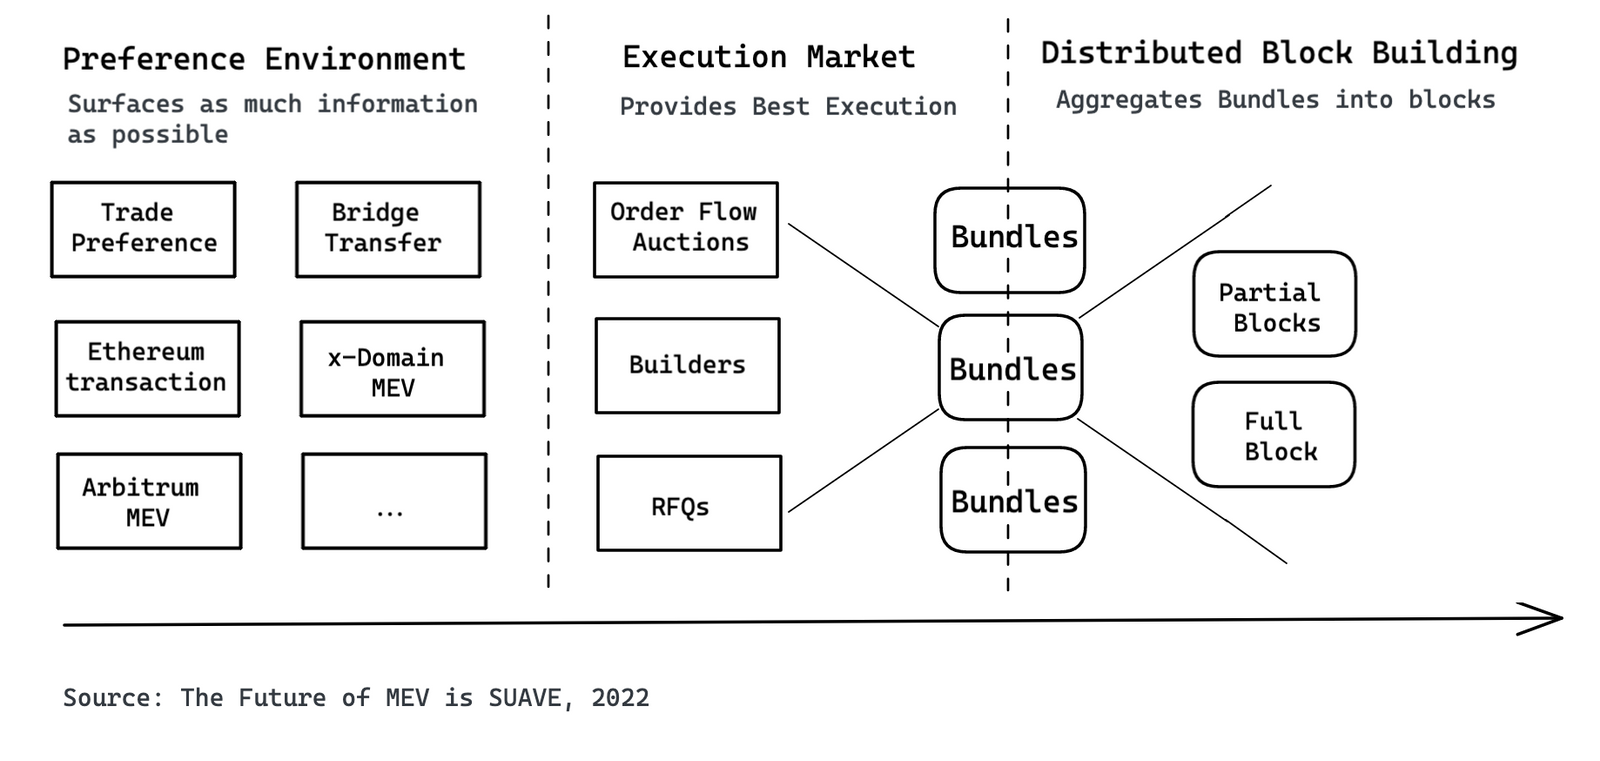 Preference Environment
Surfaces as much information
as possible
Trade
Preference
Bridge
Transfer
Ethereum
transaction
x-Domain
MEV
Arbitrum
MEV
...
Execution Market
Provides Best Execution
Order Flow
Auctions
Builders
RFQs
Bundles
Bundles
Bundles
Distributed Block Building
Aggregates Bundles into blocks
Partial
Blocks
Full
Block
Source: The Future of MEV is SUAVE, 2022